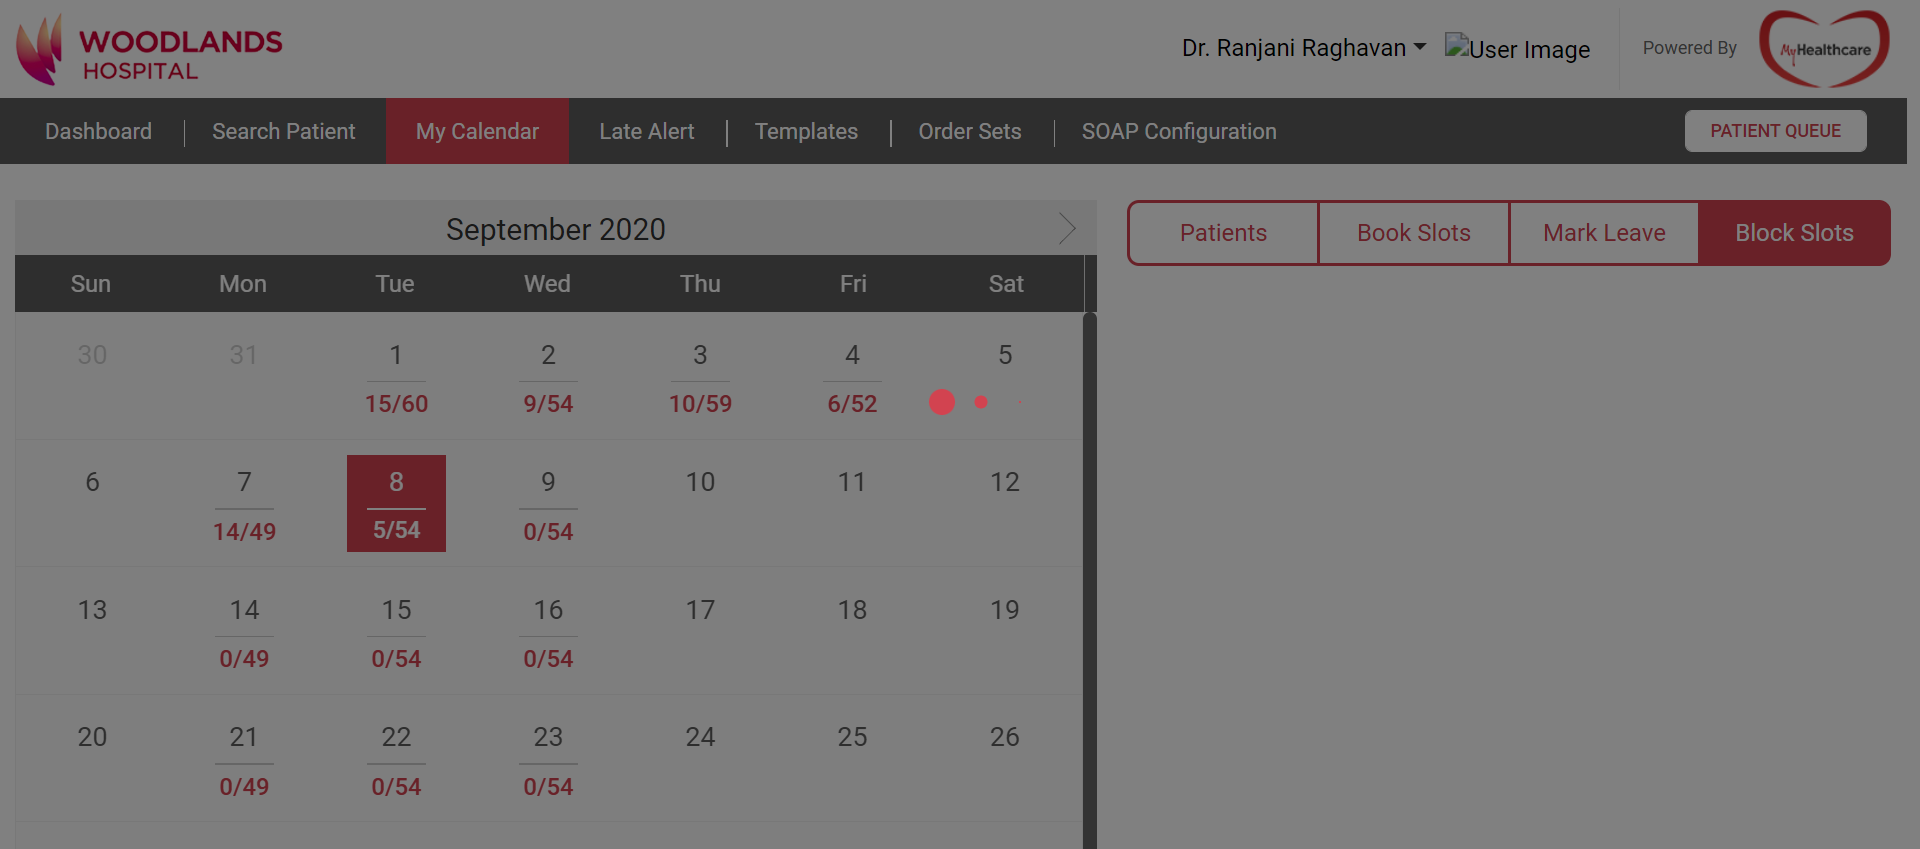 WOODLANDS
HOSPITAL
Dr. Ranjani Raghavan
User Image
Powered By
MyHealthcare
Dashboard
Search Patient
My Calendar
Late Alert
Templates
Order Sets
SOAP Configuration
PATIENT QUEUE
September 2020
Patients
Book Slots
Mark Leave
Block Slots
Sun Mon Tue Wed Thu Fri Sat
30 31 1 2 3 4 5
15/60 9/54 10/59 6/52
6 7 8 9 10 11 12
14/49 5/54 0/54
13 14 15 16 17 18 19
0/49 0/54 0/54
20 21 22 23 24 25 26
0/49 0/54 0/54